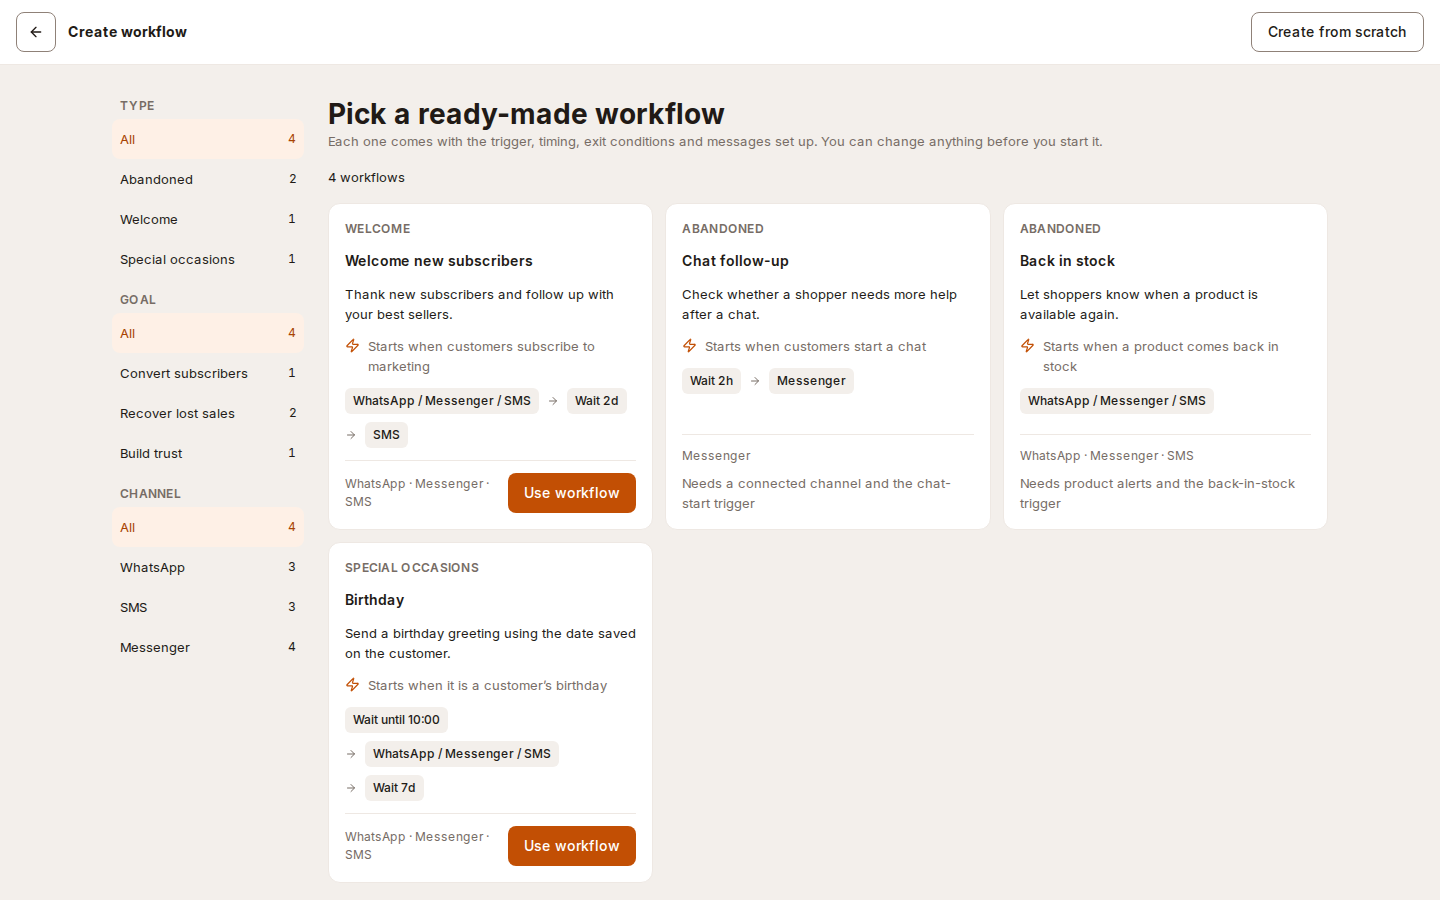 Create workflow
Create from scratch
TYPE
All 4
Abandoned 2
Welcome 1
Special occasions 1
GOAL
All 4
Convert subscribers 1
Recover lost sales 2
Build trust 1
CHANNEL
All 4
WhatsApp 3
SMS 3
Messenger 4
Pick a ready-made workflow
Each one comes with the trigger, timing, exit conditions and messages set up. You can change anything before you start it.
4 workflows
WELCOME
Welcome new subscribers
Thank new subscribers and follow up with
your best sellers.
Starts when customers subscribe to
marketing
WhatsApp / Messenger / SMS → Wait 2d
→ SMS
WhatsApp · Messenger ·
SMS
Use workflow
ABANDONED
Chat follow-up
Check whether a shopper needs more help
after a chat.
Starts when customers start a chat
Wait 2h → Messenger
Messenger
Needs a connected channel and the chat-
start trigger
ABANDONED
Back in stock
Let shoppers know when a product is
available again.
Starts when a product comes back in
stock
WhatsApp / Messenger / SMS
WhatsApp · Messenger · SMS
Needs product alerts and the back-in-stock
trigger
SPECIAL OCCASIONS
Birthday
Send a birthday greeting using the date saved
on the customer.
Starts when it is a customer’s birthday
Wait until 10:00
→ WhatsApp / Messenger / SMS
→ Wait 7d
WhatsApp · Messenger ·
SMS
Use workflow